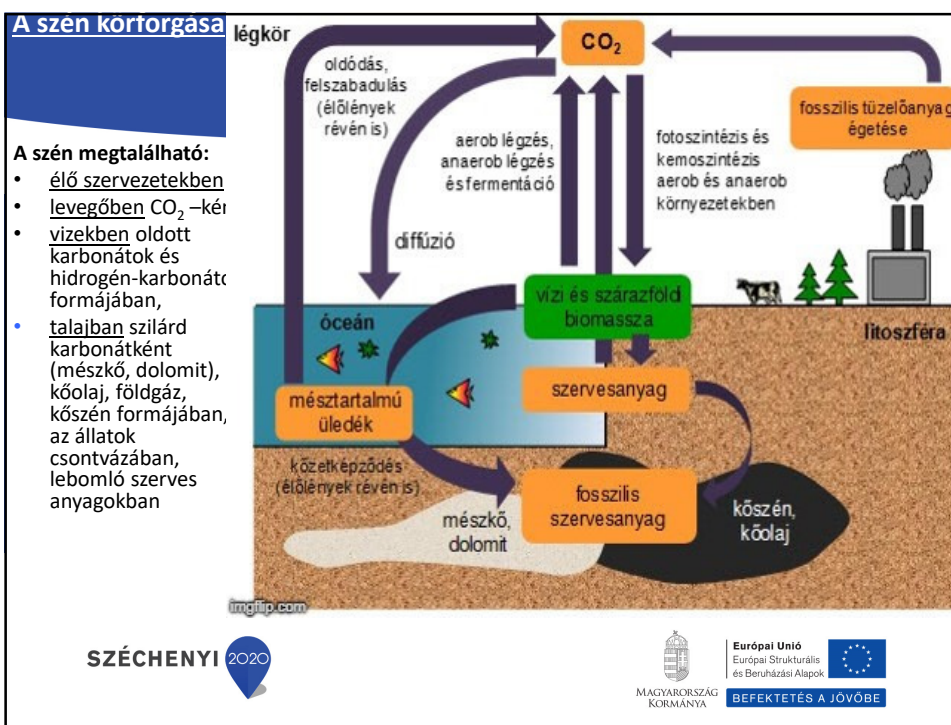 A szén körforgása
A szén megtalálható:
• élő szervezetekben
• levegőben CO₂ –kér
• vizekben oldott
karbonátok és
hidrogén-karbonáto
formájában,
• talajban szilárd
karbonátként
(mészkő, dolomit),
kőolaj, földgáz,
kőszén formájában,
az állatok
csontvázában,
lebomló szerves
anyagokban
légkör
CO₂
oldódás,
felszabadulás
(élőlények
révén is)
aerob légzés,
anaerob légzés
és fermentáció
fotoszintézis és
kemoszintézis
aerob és anaerob
környezetekben
fosszilis tüzelőanyag
égetése
diffúzió
óceán
vízi és szárazföldi
biomassza
litoszféra
mésztartalmú
üledék
szervesanyag
kőzetképződés
(élőlények révén is)
fosszilis
szervesanyag
mészkő,
dolomit
kőszén,
kőolaj
imgflip.com
SZÉCHENYI 2020
MAGYARORSZÁG
KORMÁNYA
Európai Unió
Európai Strukturális
és Beruházási Alapok
BEFEKTETÉS A JÖVŐBE